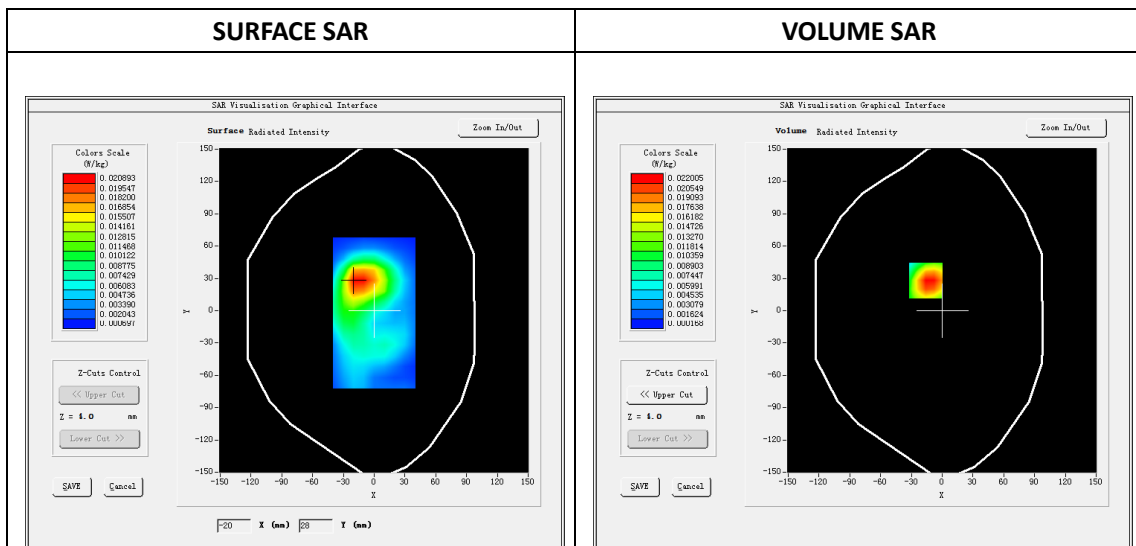 SURFACE SAR
VOLUME SAR
SAR Visualisation Graphical Interface
Surface Radiated Intensity
Zoom In/Out
Colors Scale
(W/kg)
0.020893
0.019547
0.018200
0.016854
0.015507
0.014161
0.012815
0.011468
0.010122
0.008775
0.007429
0.006083
0.004736
0.003390
0.002043
0.000697
Z-Cuts Control
<< Upper Cut
Z = 4.0 mm
Lower Cut >>
SAVE
Cancel
150
120
90
60
30
0
-30
-60
-90
-120
-150
Y
-150 -120 -90 -60 -30 0 30 60 90 120 150
X
-20 X (mm) 28 Y (mm)
SAR Visualisation Graphical Interface
Volume Radiated Intensity
Zoom In/Out
Colors Scale
(W/kg)
0.022005
0.020549
0.019093
0.017638
0.016182
0.014726
0.013270
0.011814
0.010359
0.008903
0.007447
0.005991
0.004535
0.003079
0.001624
0.000168
Z-Cuts Control
<< Upper Cut
Z = 4.0 mm
Lower Cut >>
SAVE
Cancel
150
120
90
60
30
0
-30
-60
-90
-120
-150
Y
-150 -120 -90 -60 -30 0 30 60 90 120 150
X